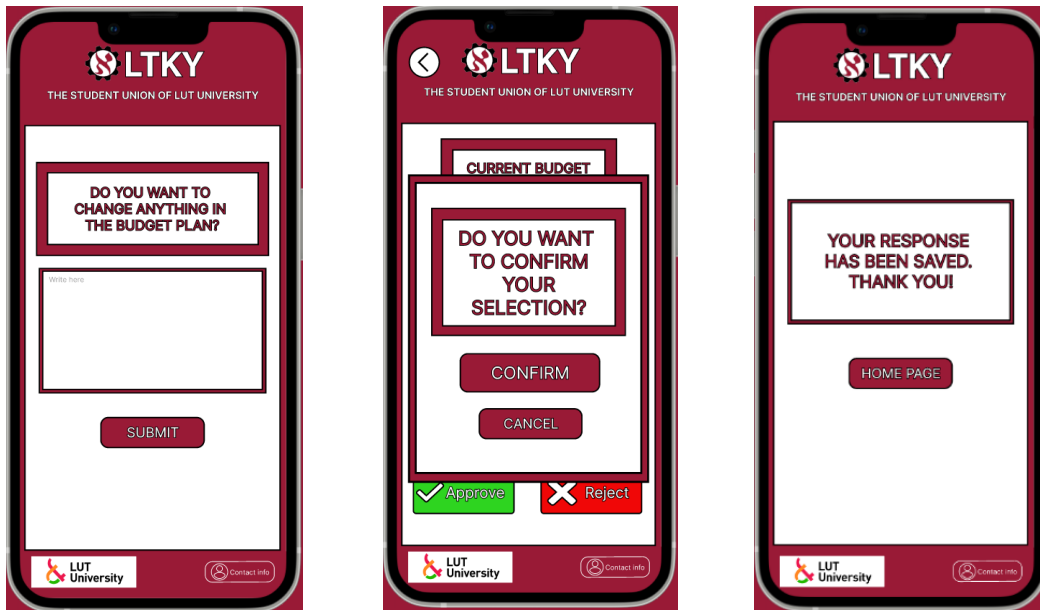 LTKY
THE STUDENT UNION OF LUT UNIVERSITY
DO YOU WANT TO
CHANGE ANYTHING IN
THE BUDGET PLAN?
Write here
SUBMIT
LUT
University
Contact info
LTKY
THE STUDENT UNION OF LUT UNIVERSITY
CURRENT BUDGET
DO YOU WANT
TO CONFIRM
YOUR
SELECTION?
CONFIRM
CANCEL
Approve
Reject
LUT
University
Contact info
LTKY
THE STUDENT UNION OF LUT UNIVERSITY
YOUR RESPONSE
HAS BEEN SAVED.
THANK YOU!
HOME PAGE
LUT
University
Contact info